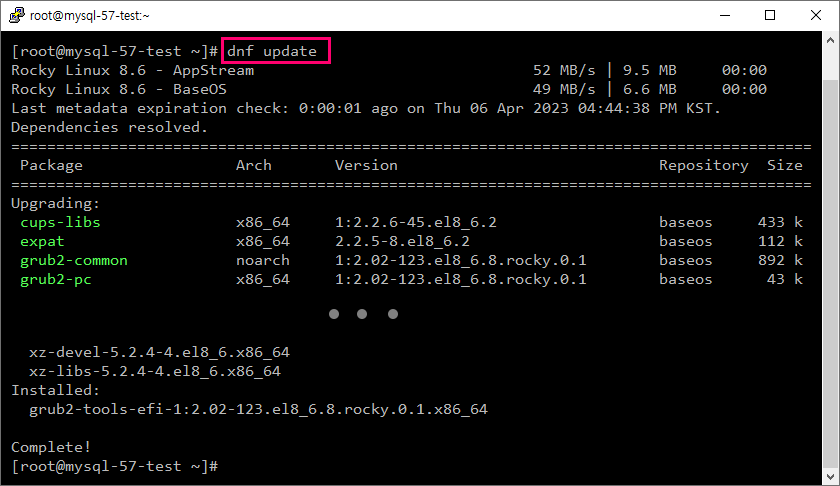 root@mysql-57-test:~
[root@mysql-57-test ~]# dnf update
Rocky Linux 8.6 - AppStream 52 MB/s | 9.5 MB 00:00
Rocky Linux 8.6 - BaseOS 49 MB/s | 6.6 MB 00:00
Last metadata expiration check: 0:00:01 ago on Thu 06 Apr 2023 04:44:38 PM KST.
Dependencies resolved.
================================================================================
Package Arch Version Repository Size
================================================================================
Upgrading:
cups-libs x86_64 1:2.2.6-45.el8_6.2 baseos 433 k
expat x86_64 2.2.5-8.el8_6.2 baseos 112 k
grub2-common noarch 1:2.02-123.el8_6.8.rocky.0.1 baseos 892 k
grub2-pc x86_64 1:2.02-123.el8_6.8.rocky.0.1 baseos 43 k
● ● ●
xz-devel-5.2.4-4.el8_6.x86_64
xz-libs-5.2.4-4.el8_6.x86_64
Installed:
grub2-tools-efi-1:2.02-123.el8_6.8.rocky.0.1.x86_64
Complete!
[root@mysql-57-test ~]#